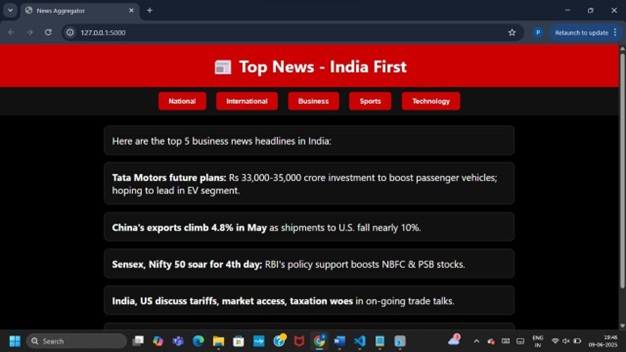 News Aggregator
127.0.0.1:5000
P
Relaunch to update
Top News - India First
National International Business Sports Technology
Here are the top 5 business news headlines in India:
Tata Motors future plans: Rs 33,000-35,000 crore investment to boost passenger vehicles;
hoping to lead in EV segment.
China's exports climb 4.8% in May as shipments to U.S. fall nearly 10%.
Sensex, Nifty 50 soar for 4th day; RBI's policy support boosts NBFC & PSB stocks.
India, US discuss tariffs, market access, taxation woes in on-going trade talks.
Search
ENG
IN
19:46
09-06-2025